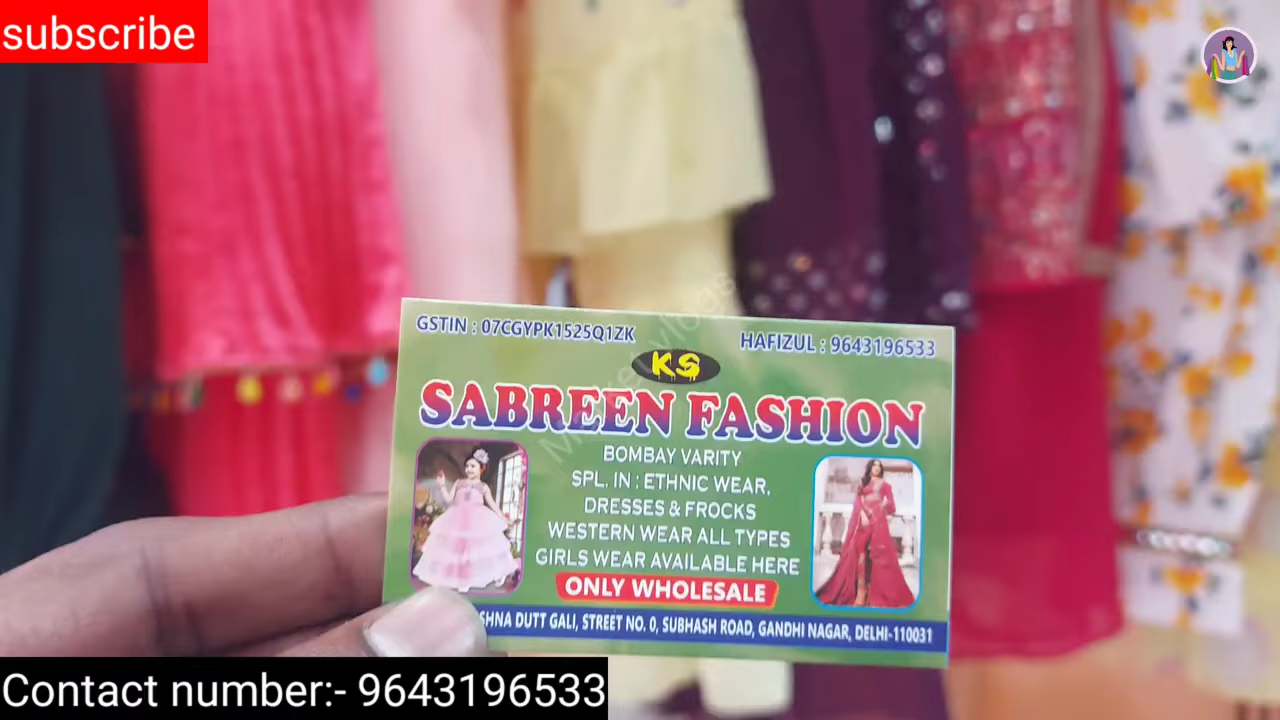 subscribe
GSTIN : 07CGYPK1525Q1ZK
HAFIZUL : 9643196533
KS
SABREEN FASHION
BOMBAY VARITY
SPL. IN : ETHNIC WEAR,
DRESSES & FROCKS
WESTERN WEAR ALL TYPES
GIRLS WEAR AVAILABLE HERE
ONLY WHOLESALE
DUTT GALI, STREET NO. 0, SUBHASH ROAD, GANDHI NAGAR, DELHI-110031
Contact number:- 9643196533